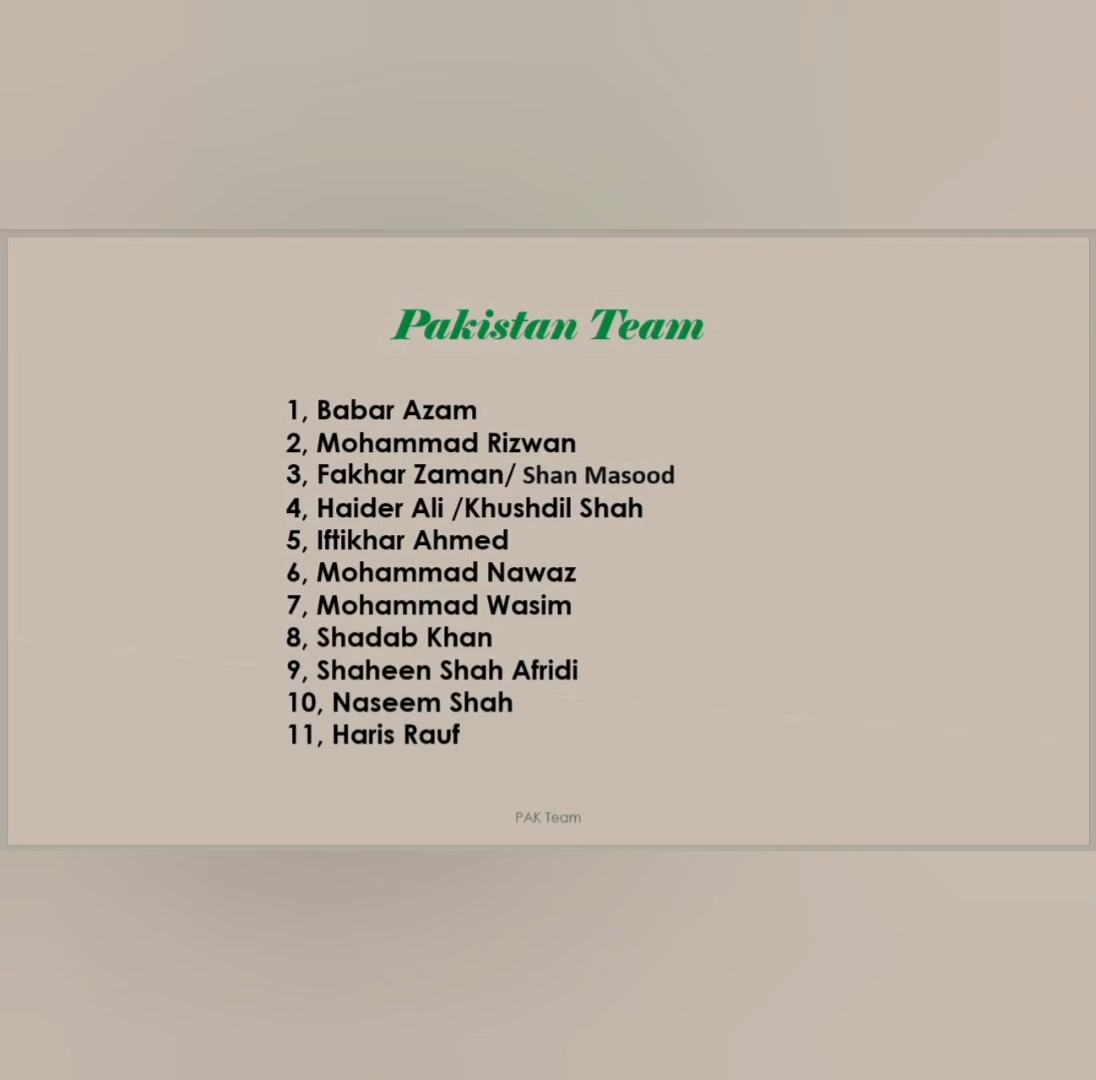 Pakistan Team
1, Babar Azam
2, Mohammad Rizwan
3, Fakhar Zaman/ Shan Masood
4, Haider Ali /Khushdil Shah
5, Iftikhar Ahmed
6, Mohammad Nawaz
7, Mohammad Wasim
8, Shadab Khan
9, Shaheen Shah Afridi
10, Naseem Shah
11, Haris Rauf
PAK Team